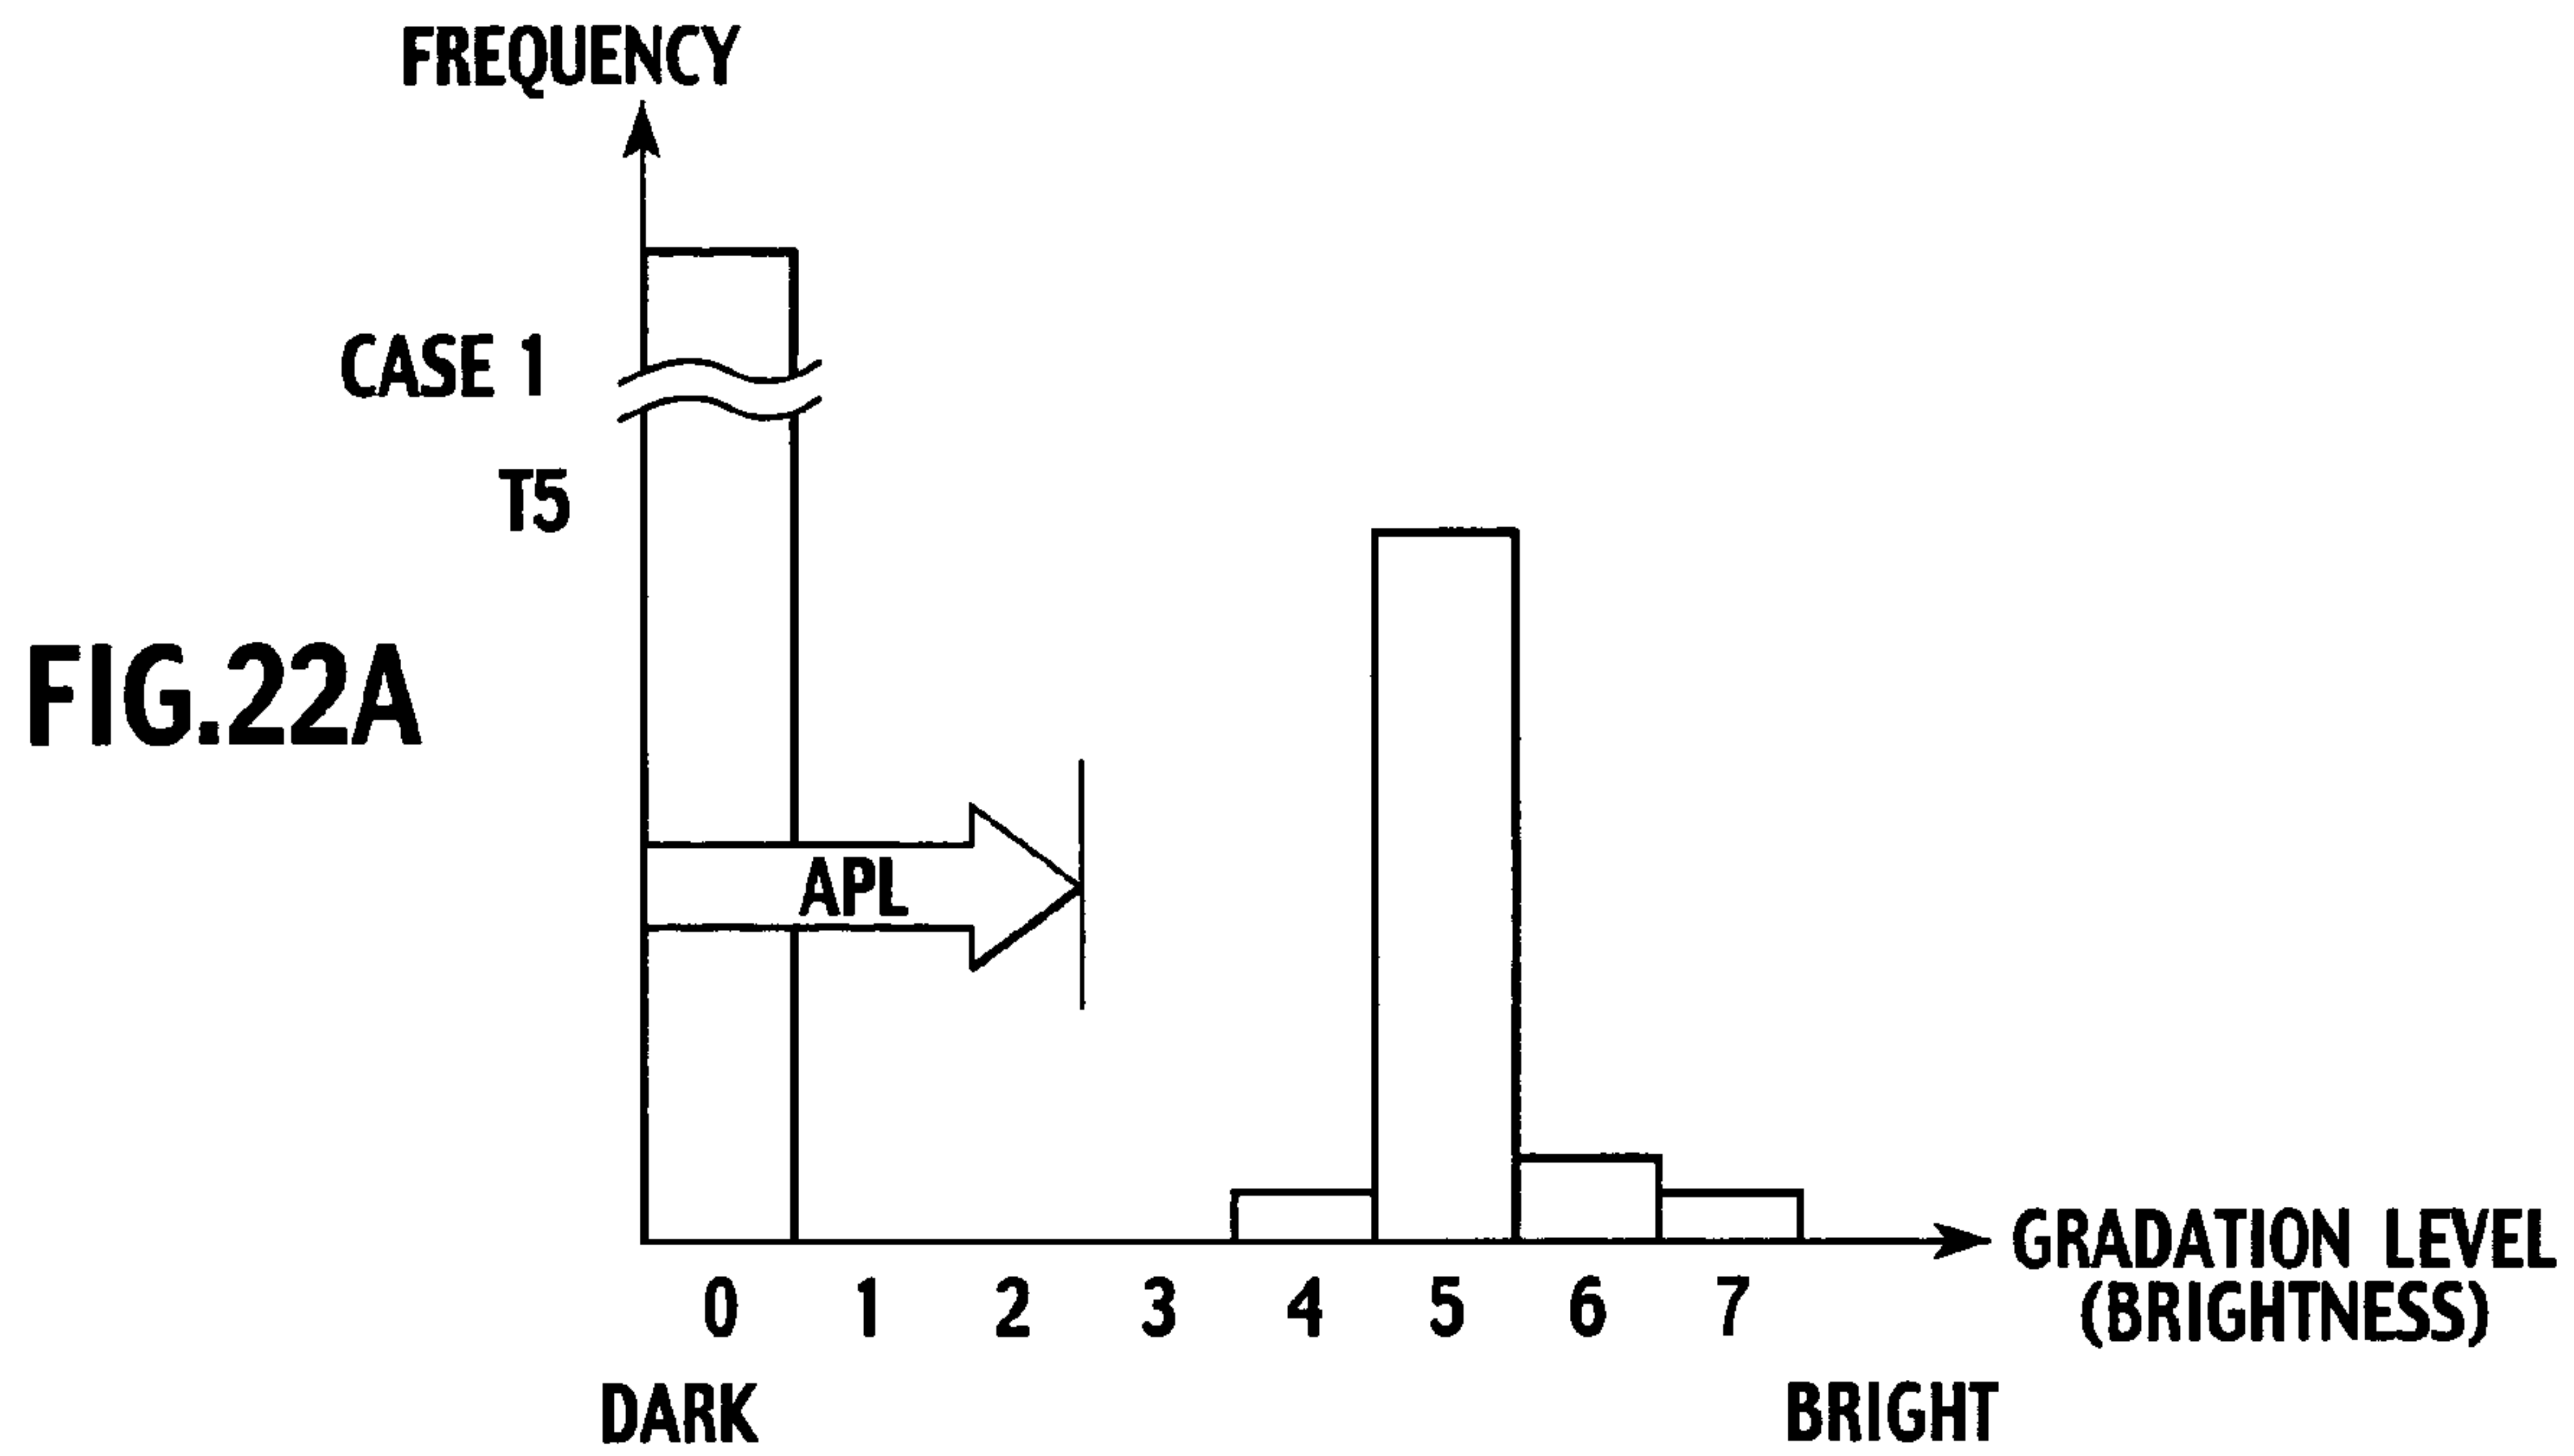 FREQUENCY
CASE 1
T5
FIG.22A
APL
0 1 2 3 4 5 6 7
GRADATION LEVEL
(BRIGHTNESS)
DARK
BRIGHT